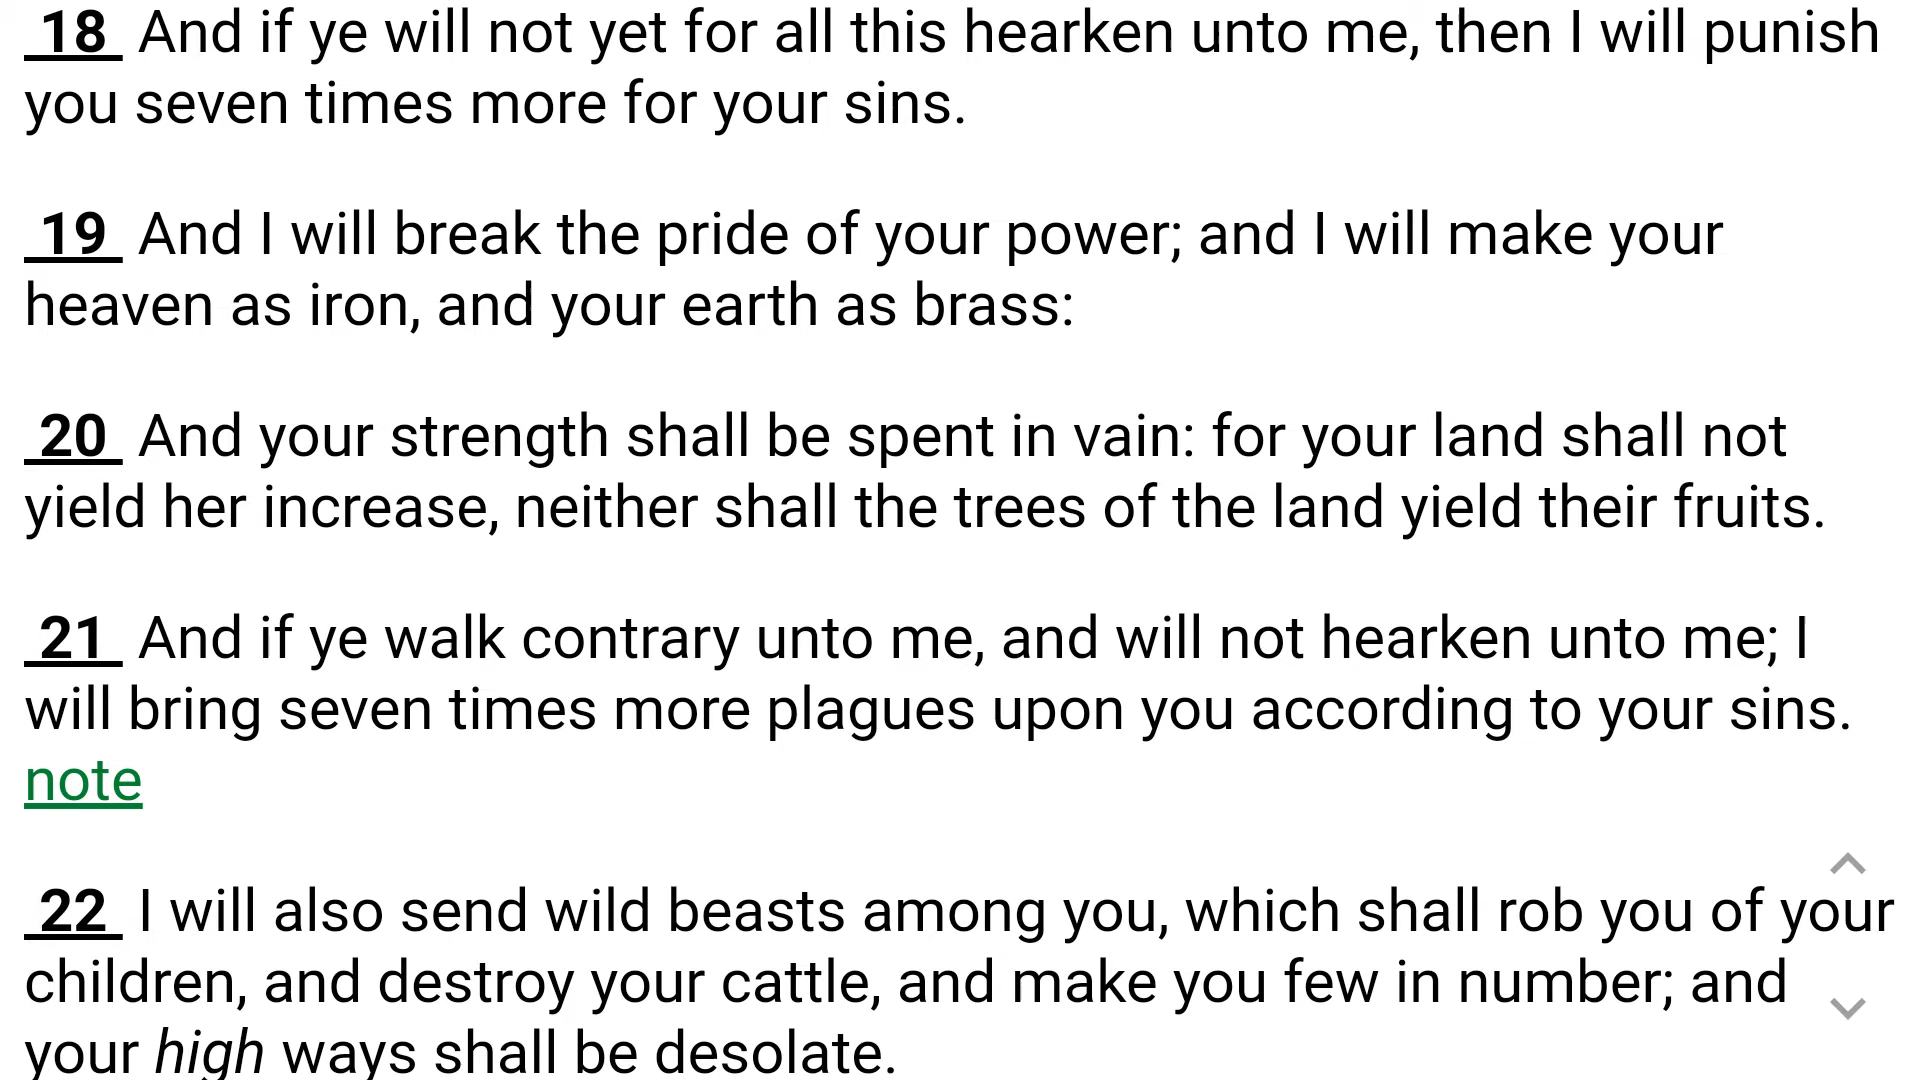 18 And if ye will not yet for all this hearken unto me, then I will punish
you seven times more for your sins.
19 And I will break the pride of your power; and I will make your
heaven as iron, and your earth as brass:
20 And your strength shall be spent in vain: for your land shall not
yield her increase, neither shall the trees of the land yield their fruits.
21 And if ye walk contrary unto me, and will not hearken unto me; I
will bring seven times more plagues upon you according to your sins.
note
22 I will also send wild beasts among you, which shall rob you of your
children, and destroy your cattle, and make you few in number; and
your high ways shall be desolate.